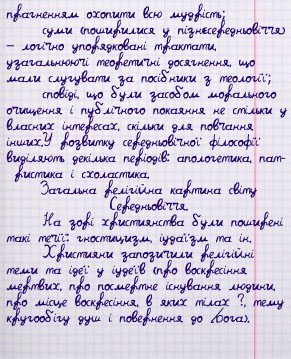 прагненням охопити всю мудрість;
суми (поширилися у пізнєсередньовіччя)
– логічно упорядковані трактати,
узагальнюючі теоретичні досягнення, що
мали слугувати за посібники з теології;
сповіді, що були засобом морального
очищення і публічного покаяння не стільки у
власних інтересах, скільки для повчання
інших.У розвитку середньовічної філософії
виділяють декілька періодів: апологетика, пат-
ристика і схоластика.
Загальна релігійна картина світу
Середньовіччя.
На зорі християнства були поширені
такі течії: гностицизм, іудаїзм та ін.
Християни запозичили релігійні
теми та ідеї у іудеїв (про воскресіння
мертвих, про посмертне існування людини,
про місце воскресіння, в яких тілах ?, тему
кругообігу душ і повернення до Бога).